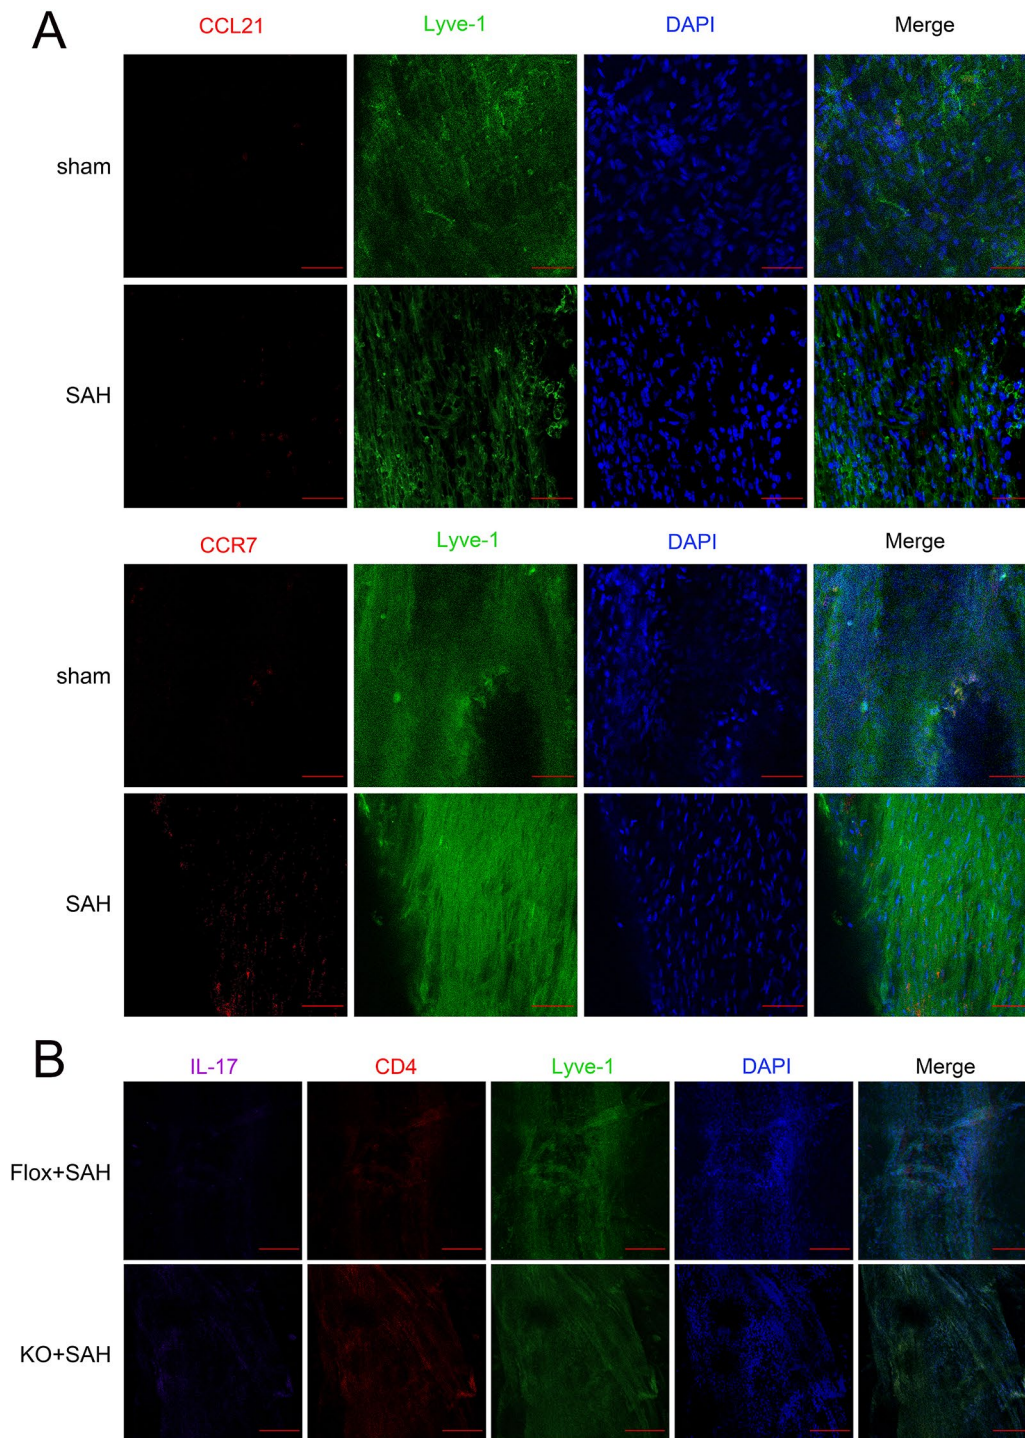 A
CCL21 Lyve-1 DAPI Merge
sham
SAH
CCR7 Lyve-1 DAPI Merge
sham
SAH
B
IL-17 CD4 Lyve-1 DAPI Merge
Flox+SAH
KO+SAH